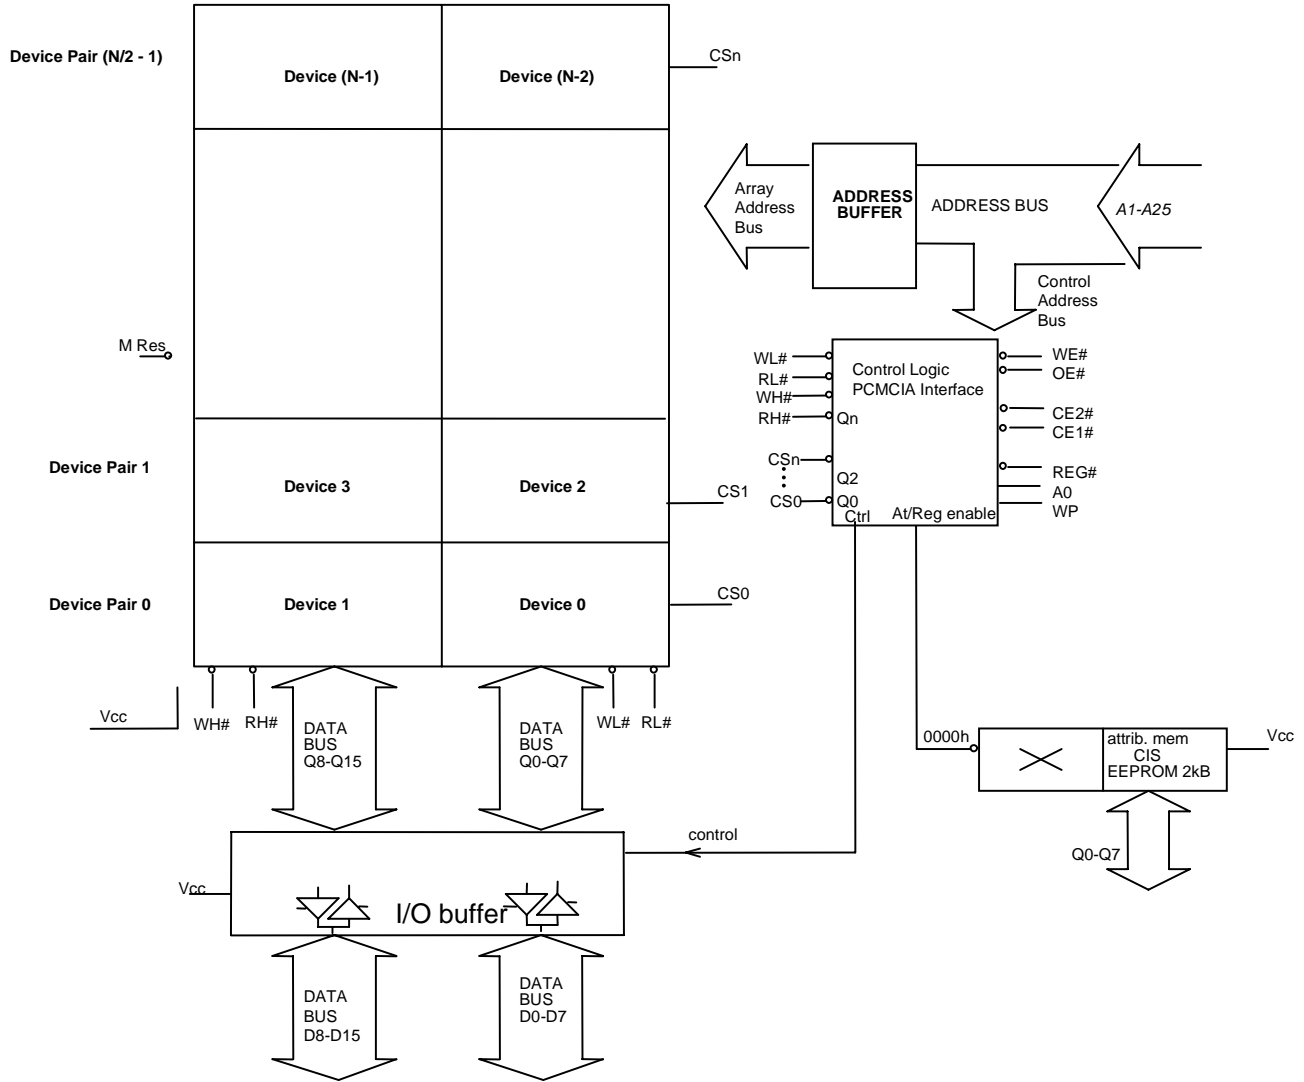 Device Pair (N/2 - 1)
Device (N-1)
Device (N-2)
CSn
Array
Address
Bus
ADDRESS
BUFFER
ADDRESS BUS
A1-A25
Control
Address
Bus
M Res
WL#
RL#
WH#
RH#
Control Logic
PCMCIA Interface
Qn
WE#
OE#
CE2#
CE1#
CSn
Q2
CS0
Q0
Ctrl
At/Reg enable
REG#
A0
WP
Device Pair 1
Device 3
Device 2
CS1
Device Pair 0
Device 1
Device 0
CS0
Vcc
WH#
RH#
DATA
BUS
Q8-Q15
DATA
BUS
Q0-Q7
WL#
RL#
0000h
attrib. mem
CIS
EEPROM 2kB
Vcc
control
Q0-Q7
Vcc
I/O buffer
DATA
BUS
D8-D15
DATA
BUS
D0-D7